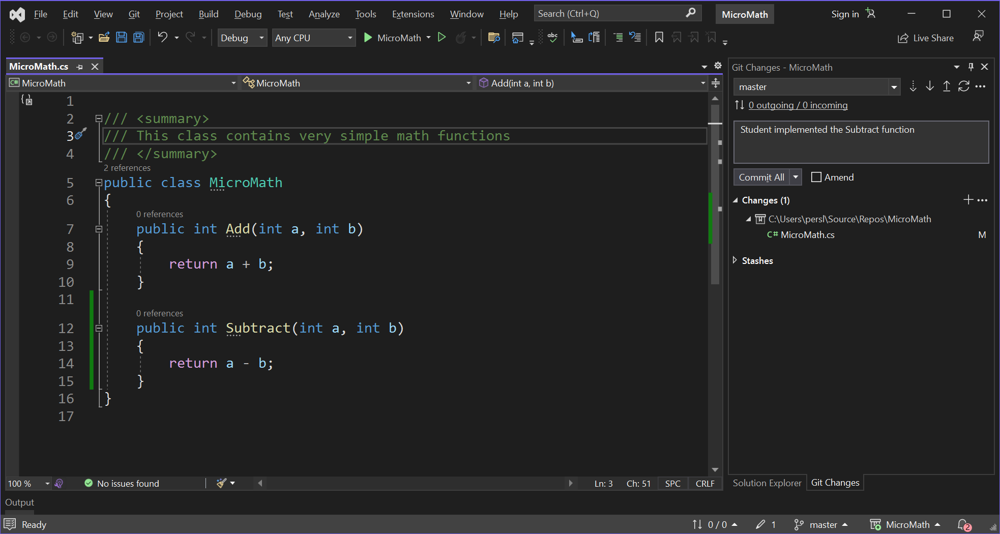 File Edit View Git Project Build Debug Test Analyze Tools Extensions Window Help Search (Ctrl+Q) MicroMath Sign in
Debug Any CPU MicroMath abc Live Share
MicroMath.cs
C# MicroMath MicroMath Add(int a, int b)
1
2 /// <summary>
3 /// This class contains very simple math functions
4 /// </summary>
2 references
5 public class MicroMath
6 {
0 references
7 public int Add(int a, int b)
8 {
9 return a + b;
10 }
11
0 references
12 public int Subtract(int a, int b)
13 {
14 return a - b;
15 }
16 }
17
100 % No issues found Ln: 3 Ch: 51 SPC CRLF
Git Changes - MicroMath
master
0 outgoing / 0 incoming
Student implemented the Subtract function
Commit All Amend
Changes (1)
C:\Users\persl\Source\Repos\MicroMath
C# MicroMath.cs M
Stashes
Solution Explorer Git Changes
Output
Ready 0 / 0 1 master MicroMath 2